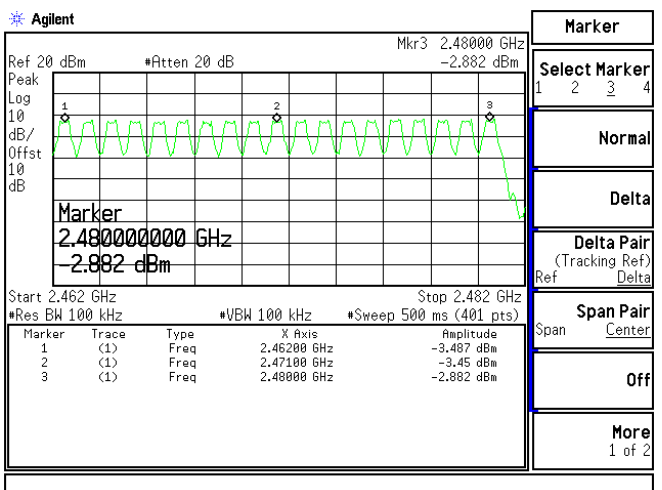 Agilent
Marker
Mkr3 2.48000 GHz
Ref 20 dBm #Atten 20 dB -2.882 dBm
Peak
Log
10
dB/
Offst
10
dB
1 2 3
Marker
2.480000000 GHz
-2.882 dBm
Start 2.462 GHz Stop 2.482 GHz
#Res BW 100 kHz #VBW 100 kHz #Sweep 500 ms (401 pts)
Marker Trace Type X Axis Amplitude
1 (1) Freq 2.46200 GHz -3.487 dBm
2 (1) Freq 2.47100 GHz -3.45 dBm
3 (1) Freq 2.48000 GHz -2.882 dBm
Select Marker
1 2 3 4
Normal
Delta
Delta Pair
(Tracking Ref)
Ref Delta
Span Pair
Span Center
Off
More
1 of 2